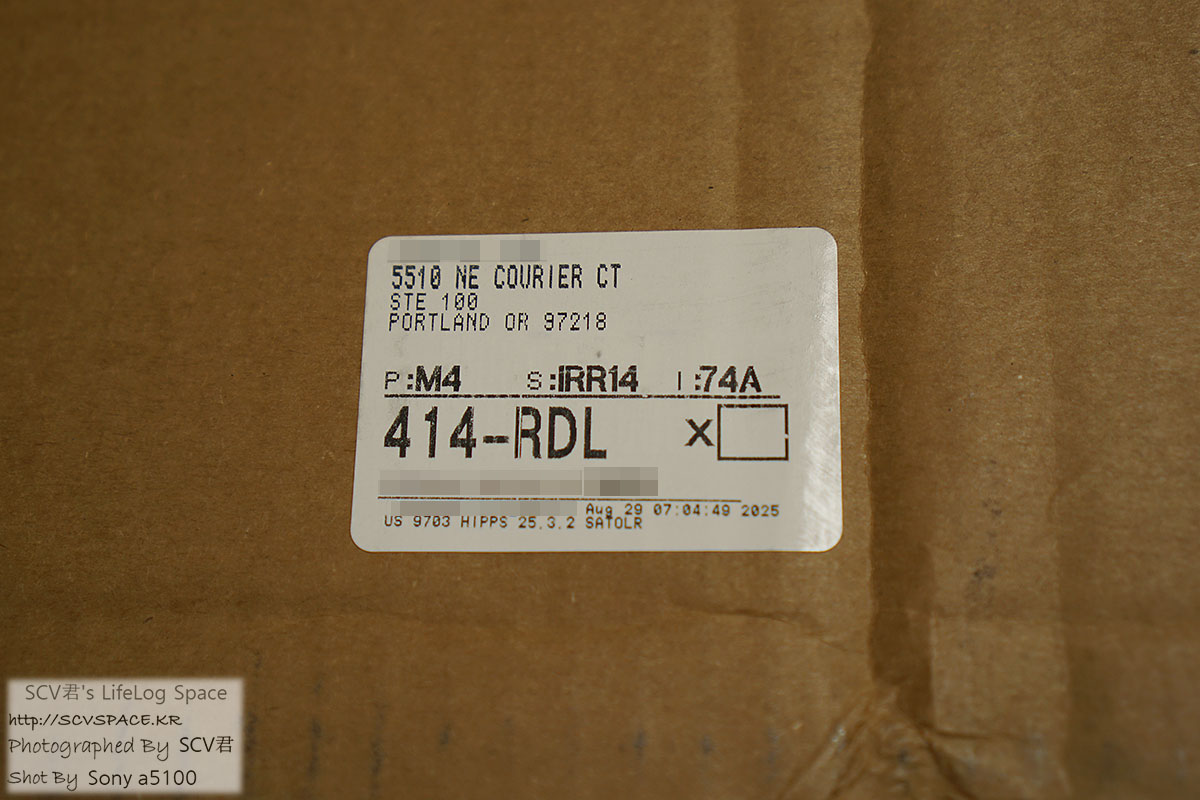 5510 NE COURIER CT
STE 100
PORTLAND OR 97218
P:M4 S:IRR14 I:74A
414-RDL X
Aug 29 07:04:49 2025
US 9703 HIPPS 25.3.2 SATOLR
SCV君's LifeLog Space
http://SCVSPACE.KR
Photographed By SCV君
Shot By Sony a5100